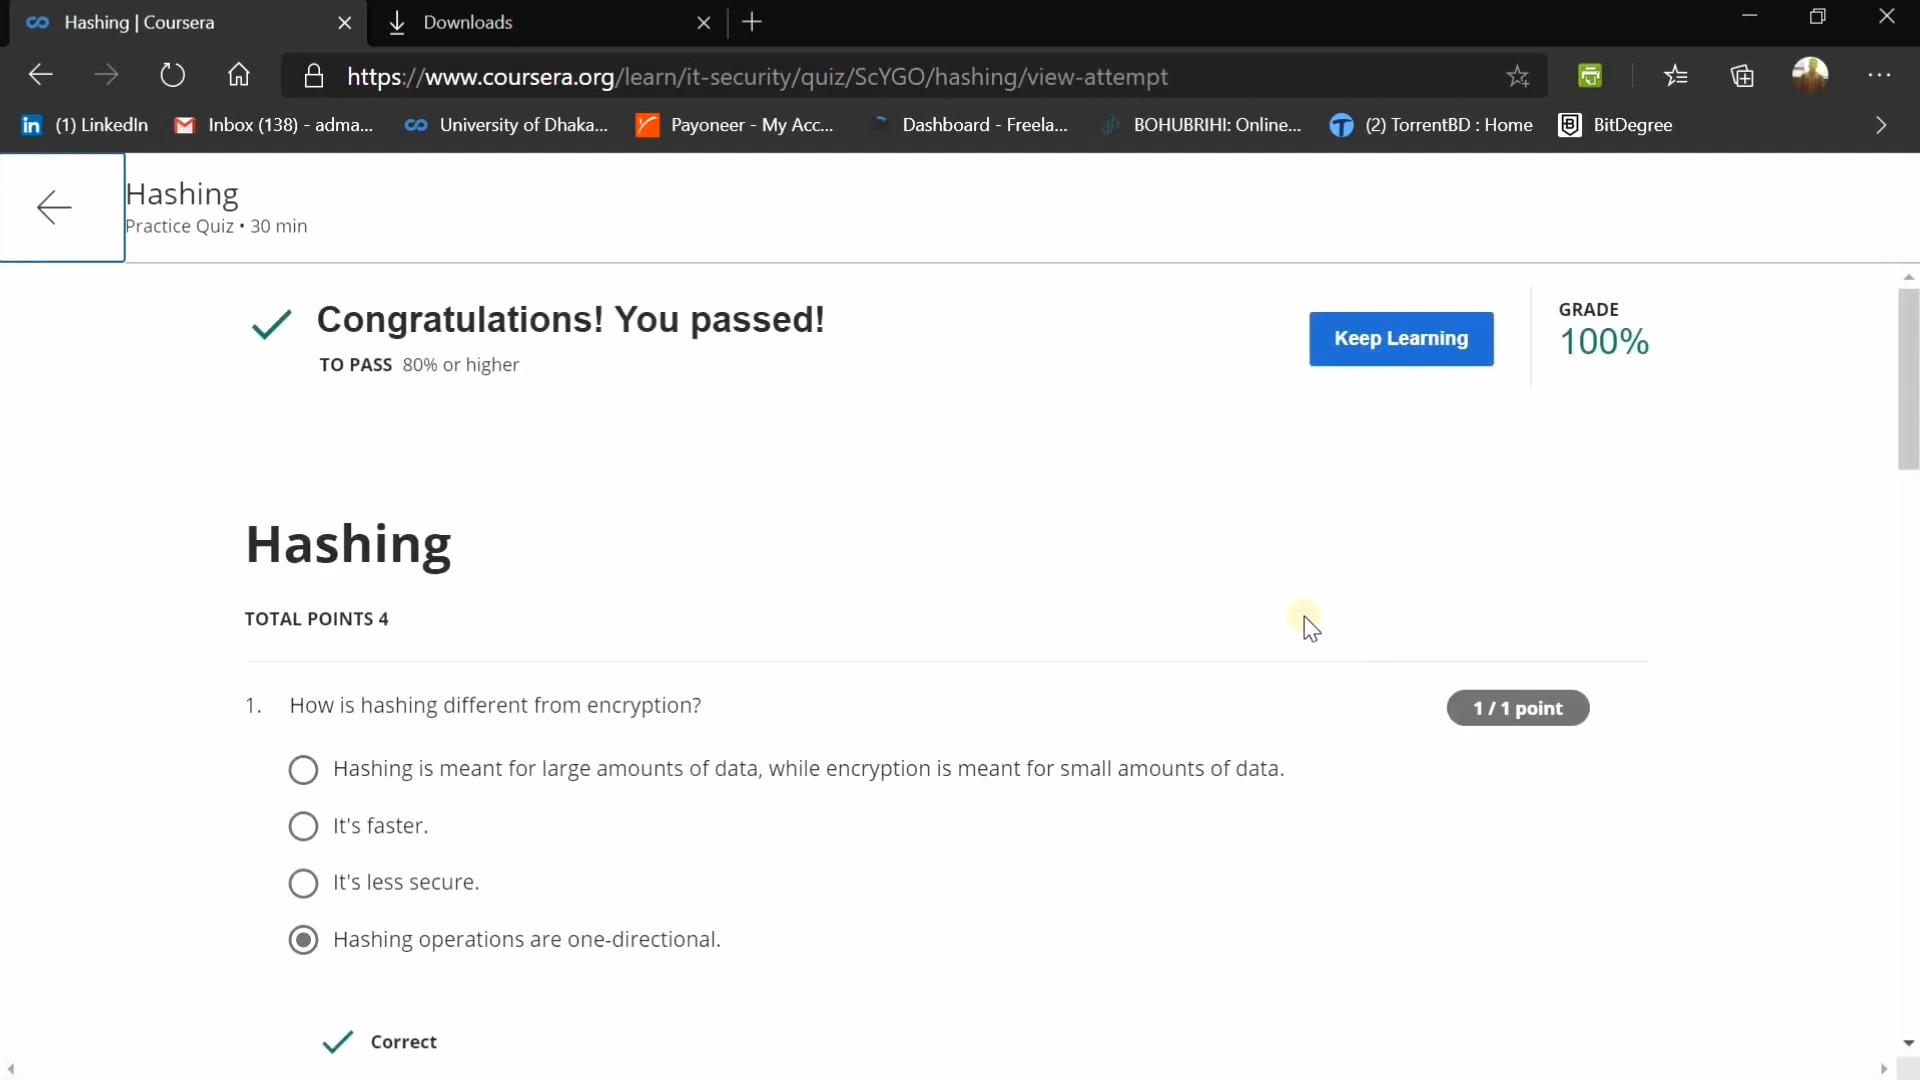 Hashing | Coursera
Downloads
https://www.coursera.org/learn/it-security/quiz/ScYGO/hashing/view-attempt
in (1) LinkedIn
Inbox (138) - adma...
University of Dhaka...
Payoneer - My Acc...
Dashboard - Freela...
BOHUBRIHI: Online...
(2) TorrentBD : Home
BitDegree
Hashing
Practice Quiz • 30 min
Congratulations! You passed!
TO PASS 80% or higher
Keep Learning
GRADE
100%
Hashing
TOTAL POINTS 4
1. How is hashing different from encryption?
1 / 1 point
Hashing is meant for large amounts of data, while encryption is meant for small amounts of data.
It's faster.
It's less secure.
Hashing operations are one-directional.
Correct